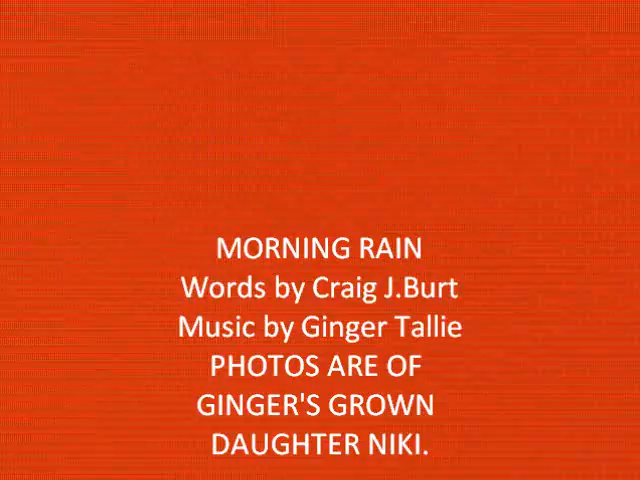 MORNING RAIN
Words by Craig J.Burt
Music by Ginger Tallie
PHOTOS ARE OF
GINGER'S GROWN
DAUGHTER NIKI.